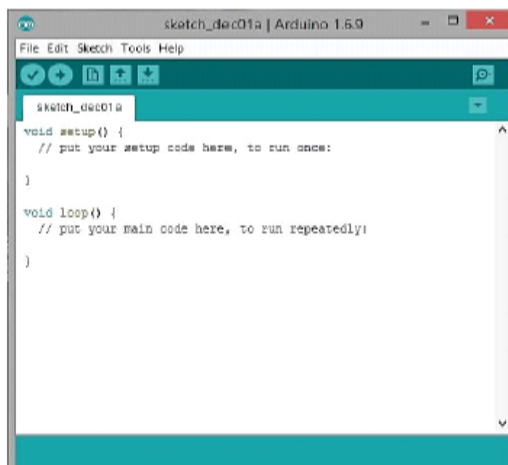 sketch_dec01a | Arduino 1.6.9
File Edit Sketch Tools Help
sketch_dec01a
void setup() {
// put your setup code here, to run once:
}
void loop() {
// put your main code here, to run repeatedly:
}